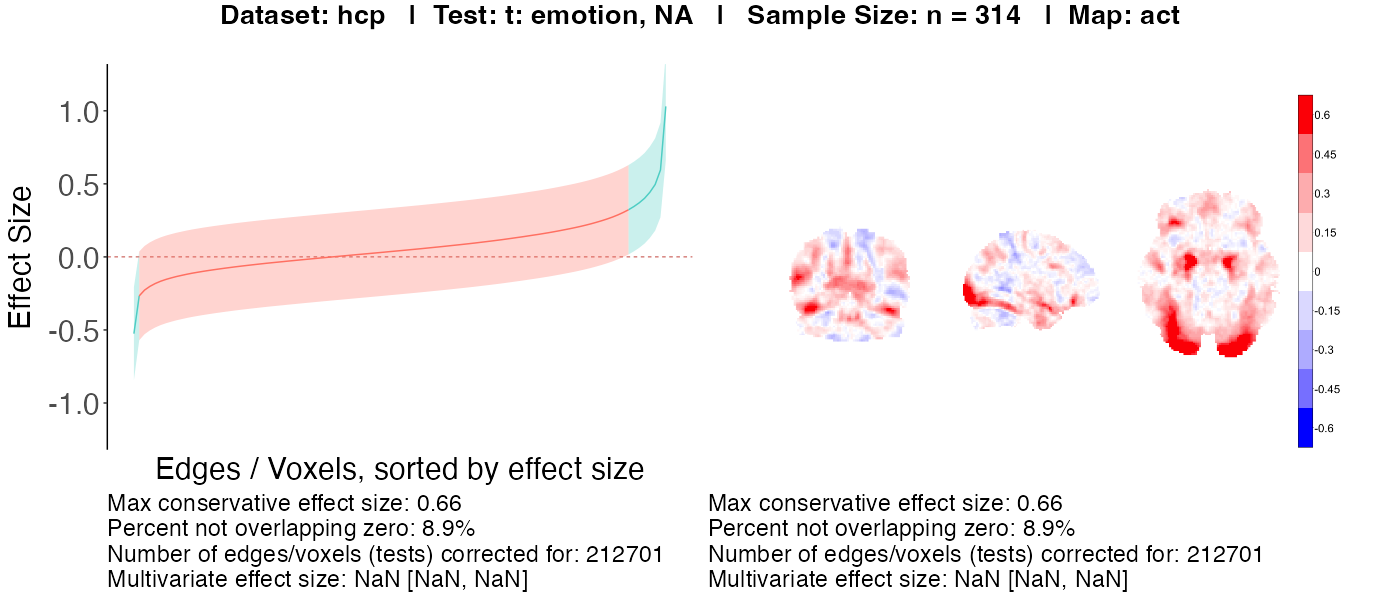 Dataset: hcp | Test: t: emotion, NA | Sample Size: n = 314 | Map: act
1.0
0.5
0.0
-0.5
-1.0
Effect Size
Edges / Voxels, sorted by effect size
Max conservative effect size: 0.66
Percent not overlapping zero: 8.9%
Number of edges/voxels (tests) corrected for: 212701
Multivariate effect size: NaN [NaN, NaN]
0.6
0.45
0.3
0.15
0
-0.15
-0.3
-0.45
-0.6
Max conservative effect size: 0.66
Percent not overlapping zero: 8.9%
Number of edges/voxels (tests) corrected for: 212701
Multivariate effect size: NaN [NaN, NaN]